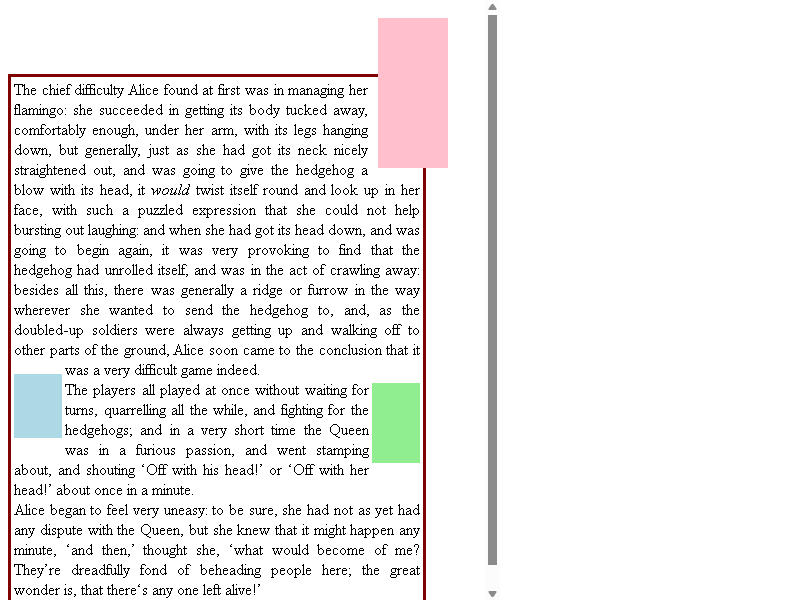 The chief difficulty Alice found at first was in managing her
flamingo: she succeeded in getting its body tucked away,
comfortably enough, under her arm, with its legs hanging
down, but generally, just as she had got its neck nicely
straightened out, and was going to give the hedgehog a
blow with its head, it would twist itself round and look up in her
face, with such a puzzled expression that she could not help
bursting out laughing: and when she had got its head down, and was
going to begin again, it was very provoking to find that the
hedgehog had unrolled itself, and was in the act of crawling away:
besides all this, there was generally a ridge or furrow in the way
wherever she wanted to send the hedgehog to, and, as the
doubled-up soldiers were always getting up and walking off to
other parts of the ground, Alice soon came to the conclusion that it
was a very difficult game indeed.
The players all played at once without waiting for
turns, quarrelling all the while, and fighting for the
hedgehogs; and in a very short time the Queen
was in a furious passion, and went stamping
about, and shouting ‘Off with his head!’ or ‘Off with her
head!’ about once in a minute.
Alice began to feel very uneasy: to be sure, she had not as yet had
any dispute with the Queen, but she knew that it might happen any
minute, ‘and then,’ thought she, ‘what would become of me?
They’re dreadfully fond of beheading people here; the great
wonder is, that there‘s any one left alive!’